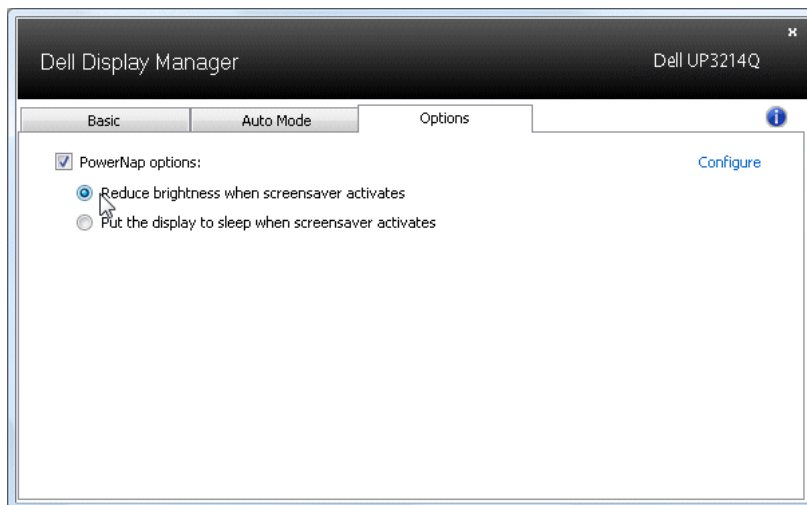 x
Dell Display Manager
Dell UP3214Q
Basic
Auto Mode
Options
i
PowerNap options:
Configure
Reduce brightness when screensaver activates
Put the display to sleep when screensaver activates